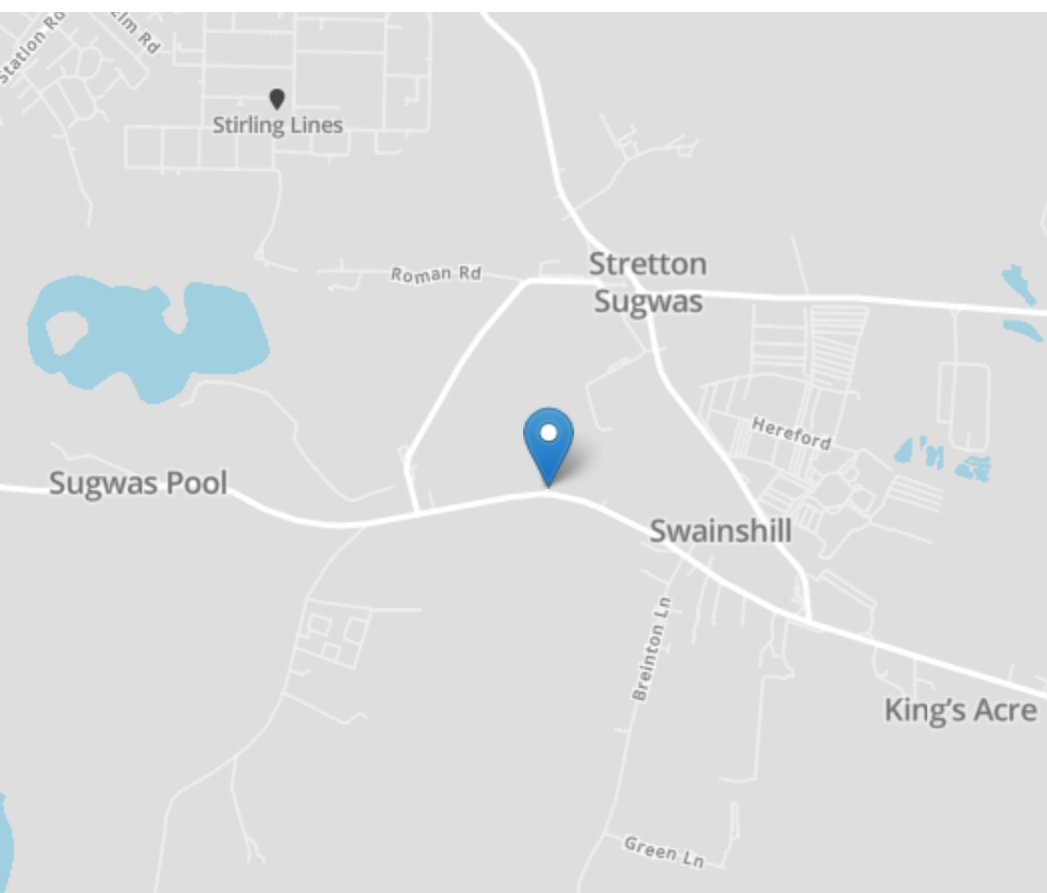 Station Ro
Elm Rd
Stirling Lines
Roman Rd
Stretton
Sugwas
Hereford
Sugwas Pool
Swainshill
Breinton Ln
King's Acre
Green Ln